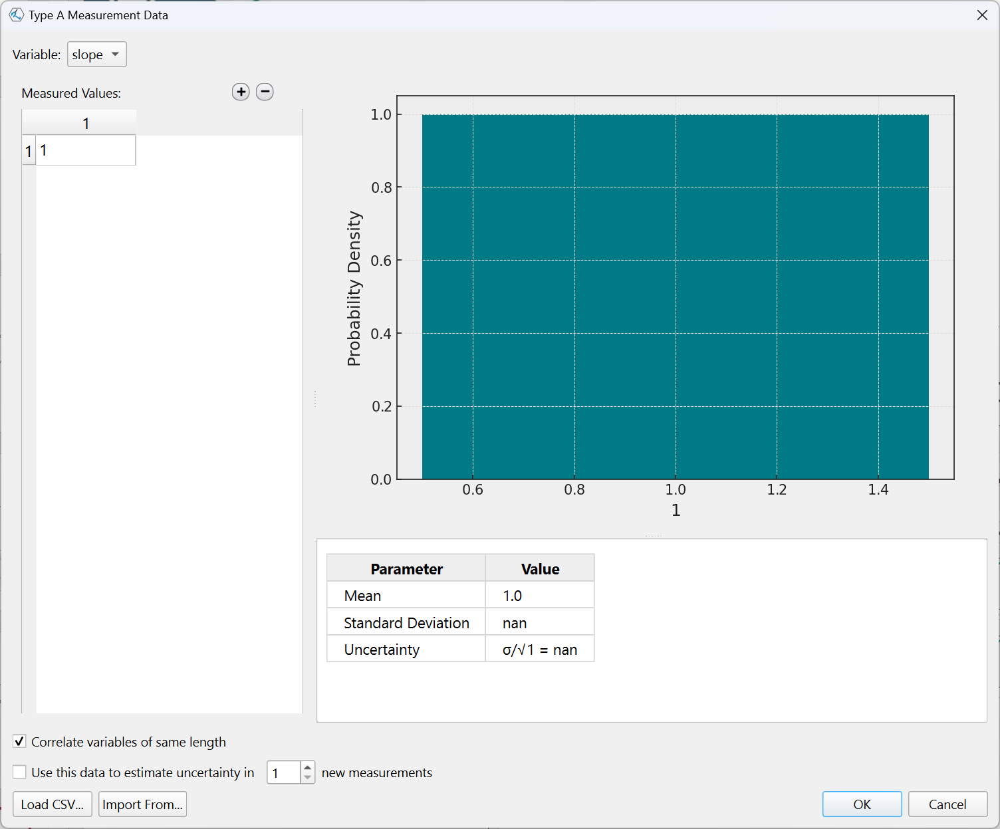 Type A Measurement Data
Variable: slope
Measured Values:
1
1 1
1.0
0.8
0.6
0.4
0.2
0.0
Probability Density
0.6 0.8 1.0 1.2 1.4
1
Parameter Value
Mean 1.0
Standard Deviation nan
Uncertainty σ/√1 = nan
Correlate variables of same length
Use this data to estimate uncertainty in 1 new measurements
Load CSV... Import From... OK Cancel